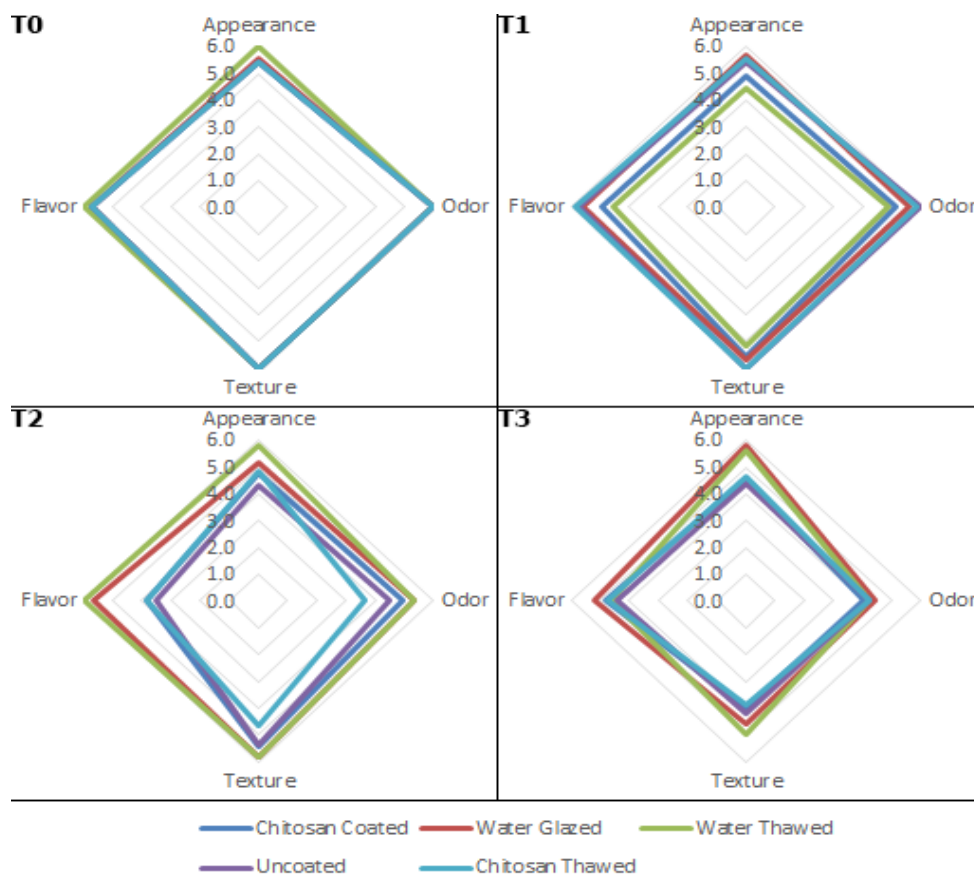 T0
Appearance
6.0
5.0
4.0
3.0
2.0
1.0
0.0
Flavor
Odor
Texture
T1
Appearance
6.0
5.0
4.0
3.0
2.0
1.0
0.0
Flavor
Odor
Texture
T2
Appearance
6.0
5.0
4.0
3.0
2.0
1.0
0.0
Flavor
Odor
Texture
T3
Appearance
6.0
5.0
4.0
3.0
2.0
1.0
0.0
Flavor
Odor
Texture
Chitosan Coated Water Glazed Water Thawed
Uncoated Chitosan Thawed